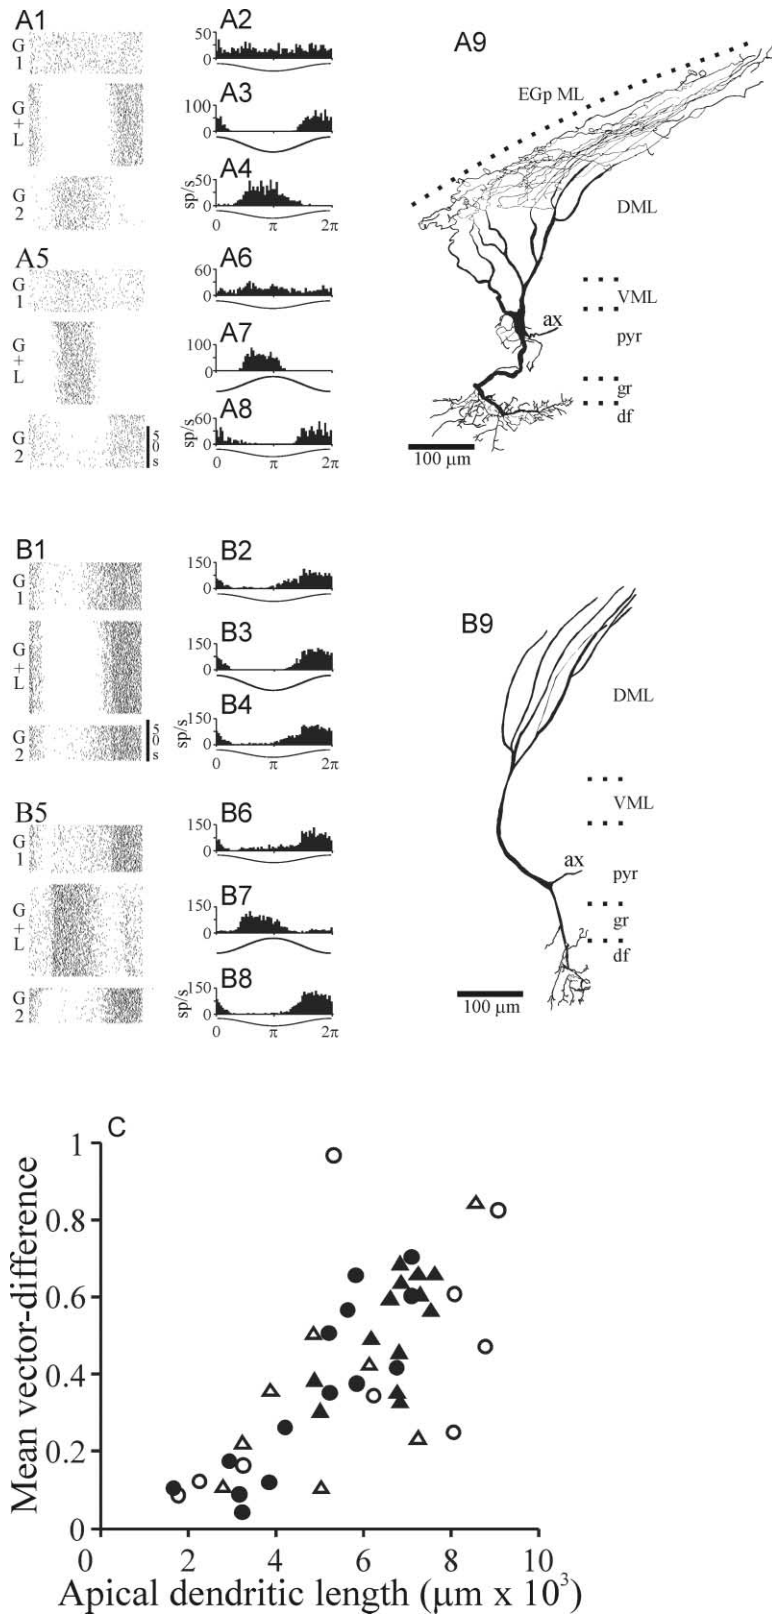 A1
G
1
G
+
L
G
2
A2
50
0
A3
100
0
A4
50
0
sp/s
0 π 2π
A5
G
1
G
+
L
G
2
50 s
A6
60
0
A7
100
0
A8
60
0
sp/s
0 π 2π
A9
EGp ML
DML
VML
ax
pyr
gr
df
100 μm
B1
G
1
G
+
L
G
2
50 s
B2
150
0
B3
150
0
B4
150
0
sp/s
0 π 2π
B5
G
1
G
+
L
G
2
B6
150
0
B7
150
0
B8
150
0
sp/s
0 π 2π
B9
DML
VML
ax
pyr
gr
df
100 μm
C
Mean vector-difference
1
0.8
0.6
0.4
0.2
0
0 2 4 6 8 10
Apical dendritic length (μm x 10³)